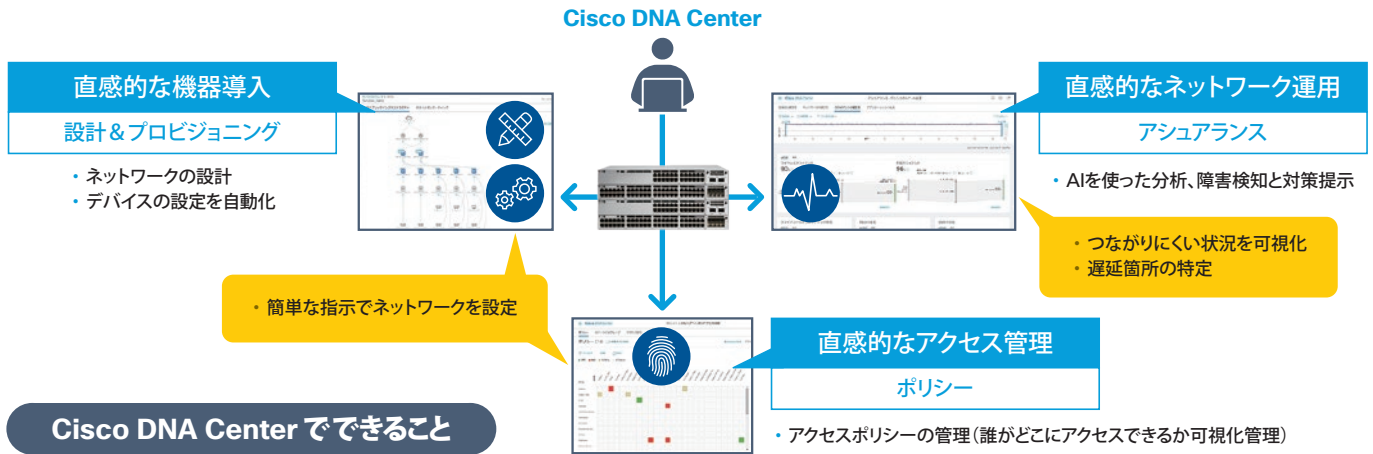 Cisco DNA Center
直感的な機器導入
設計＆プロビジョニング
・ネットワークの設計
・デバイスの設定を自動化
直感的なネットワーク運用
アシュアランス
・AIを使った分析、障害検知と対策提示
・つながりにくい状況を可視化
・遅延箇所の特定
・簡単な指示でネットワークを設定
直感的なアクセス管理
ポリシー
・アクセスポリシーの管理（誰がどこにアクセスできるか可視化管理）
Cisco DNA Center でできること